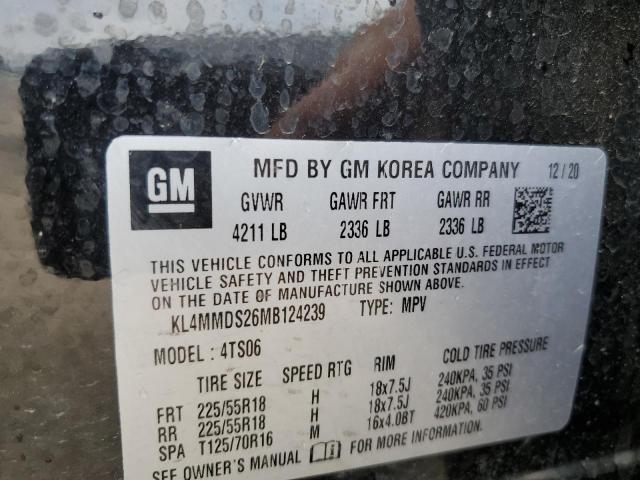 GM MFD BY GM KOREA COMPANY 12/20
GVWR GAWR FRT GAWR RR
4211 LB 2336 LB 2336 LB
THIS VEHICLE CONFORMS TO ALL APPLICABLE U.S. FEDERAL MOTOR
VEHICLE SAFETY AND THEFT PREVENTION STANDARDS IN EFFECT
ON THE DATE OF MANUFACTURE SHOWN ABOVE.
KL4MMDS26MB124239 TYPE: MPV
MODEL: 4TS06
TIRE SIZE SPEED RTG RIM COLD TIRE PRESSURE
FRT 225/55R18 H 18x7.5J 240KPA, 35 PSI
RR 225/55R18 H 18x7.5J 240KPA, 35 PSI
SPA T125/70R16 M 16x4.0BT 420KPA, 60 PSI
SEE OWNER'S MANUAL FOR MORE INFORMATION.